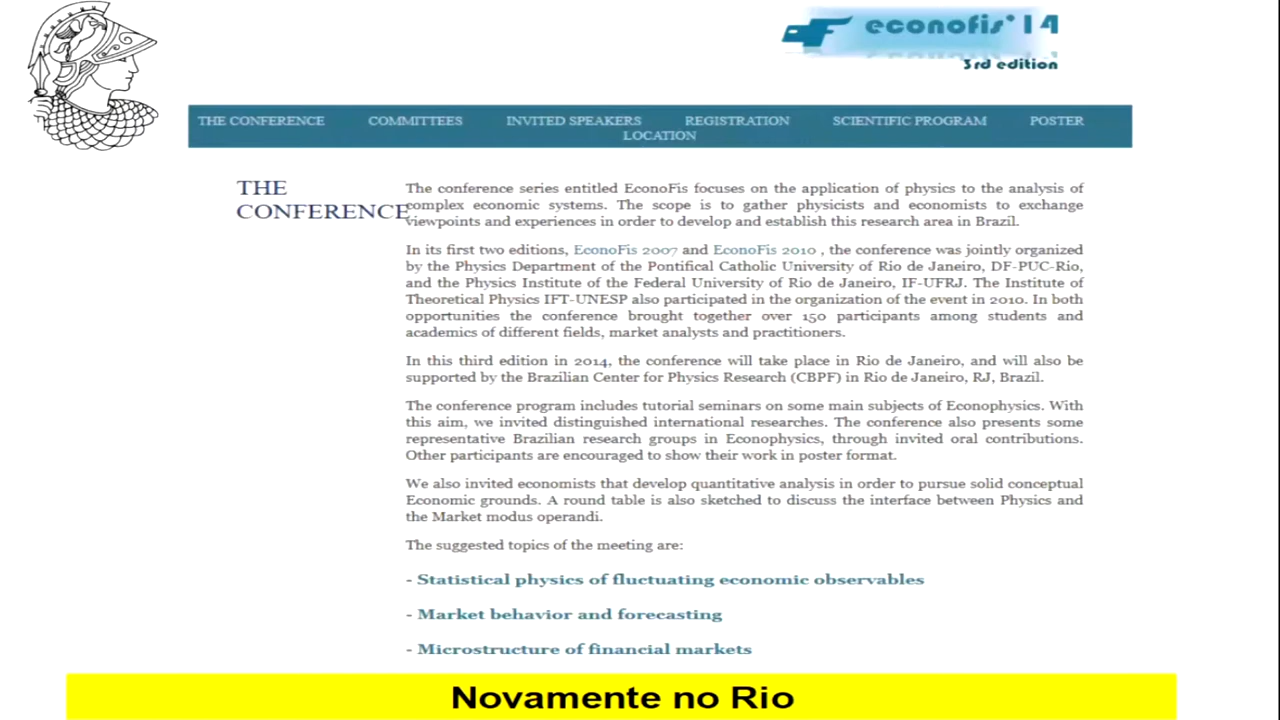 econofis'14
3rd edition
THE CONFERENCE COMMITTEES INVITED SPEAKERS REGISTRATION SCIENTIFIC PROGRAM POSTER
LOCATION
THE
CONFERENCE
The conference series entitled EconoFis focuses on the application of physics to the analysis of
complex economic systems. The scope is to gather physicists and economists to exchange
viewpoints and experiences in order to develop and establish this research area in Brazil.
In its first two editions, EconoFis 2007 and EconoFis 2010 , the conference was jointly organized
by the Physics Department of the Pontifical Catholic University of Rio de Janeiro, DF-PUC-Rio,
and the Physics Institute of the Federal University of Rio de Janeiro, IF-UFRJ. The Institute of
Theoretical Physics IFT-UNESP also participated in the organization of the event in 2010. In both
opportunities the conference brought together over 150 participants among students and
academics of different fields, market analysts and practitioners.
In this third edition in 2014, the conference will take place in Rio de Janeiro, and will also be
supported by the Brazilian Center for Physics Research (CBPF) in Rio de Janeiro, RJ, Brazil.
The conference program includes tutorial seminars on some main subjects of Econophysics. With
this aim, we invited distinguished international researches. The conference also presents some
representative Brazilian research groups in Econophysics, through invited oral contributions.
Other participants are encouraged to show their work in poster format.
We also invited economists that develop quantitative analysis in order to pursue solid conceptual
Economic grounds. A round table is also sketched to discuss the interface between Physics and
the Market modus operandi.
The suggested topics of the meeting are:
- Statistical physics of fluctuating economic observables
- Market behavior and forecasting
- Microstructure of financial markets
Novamente no Rio